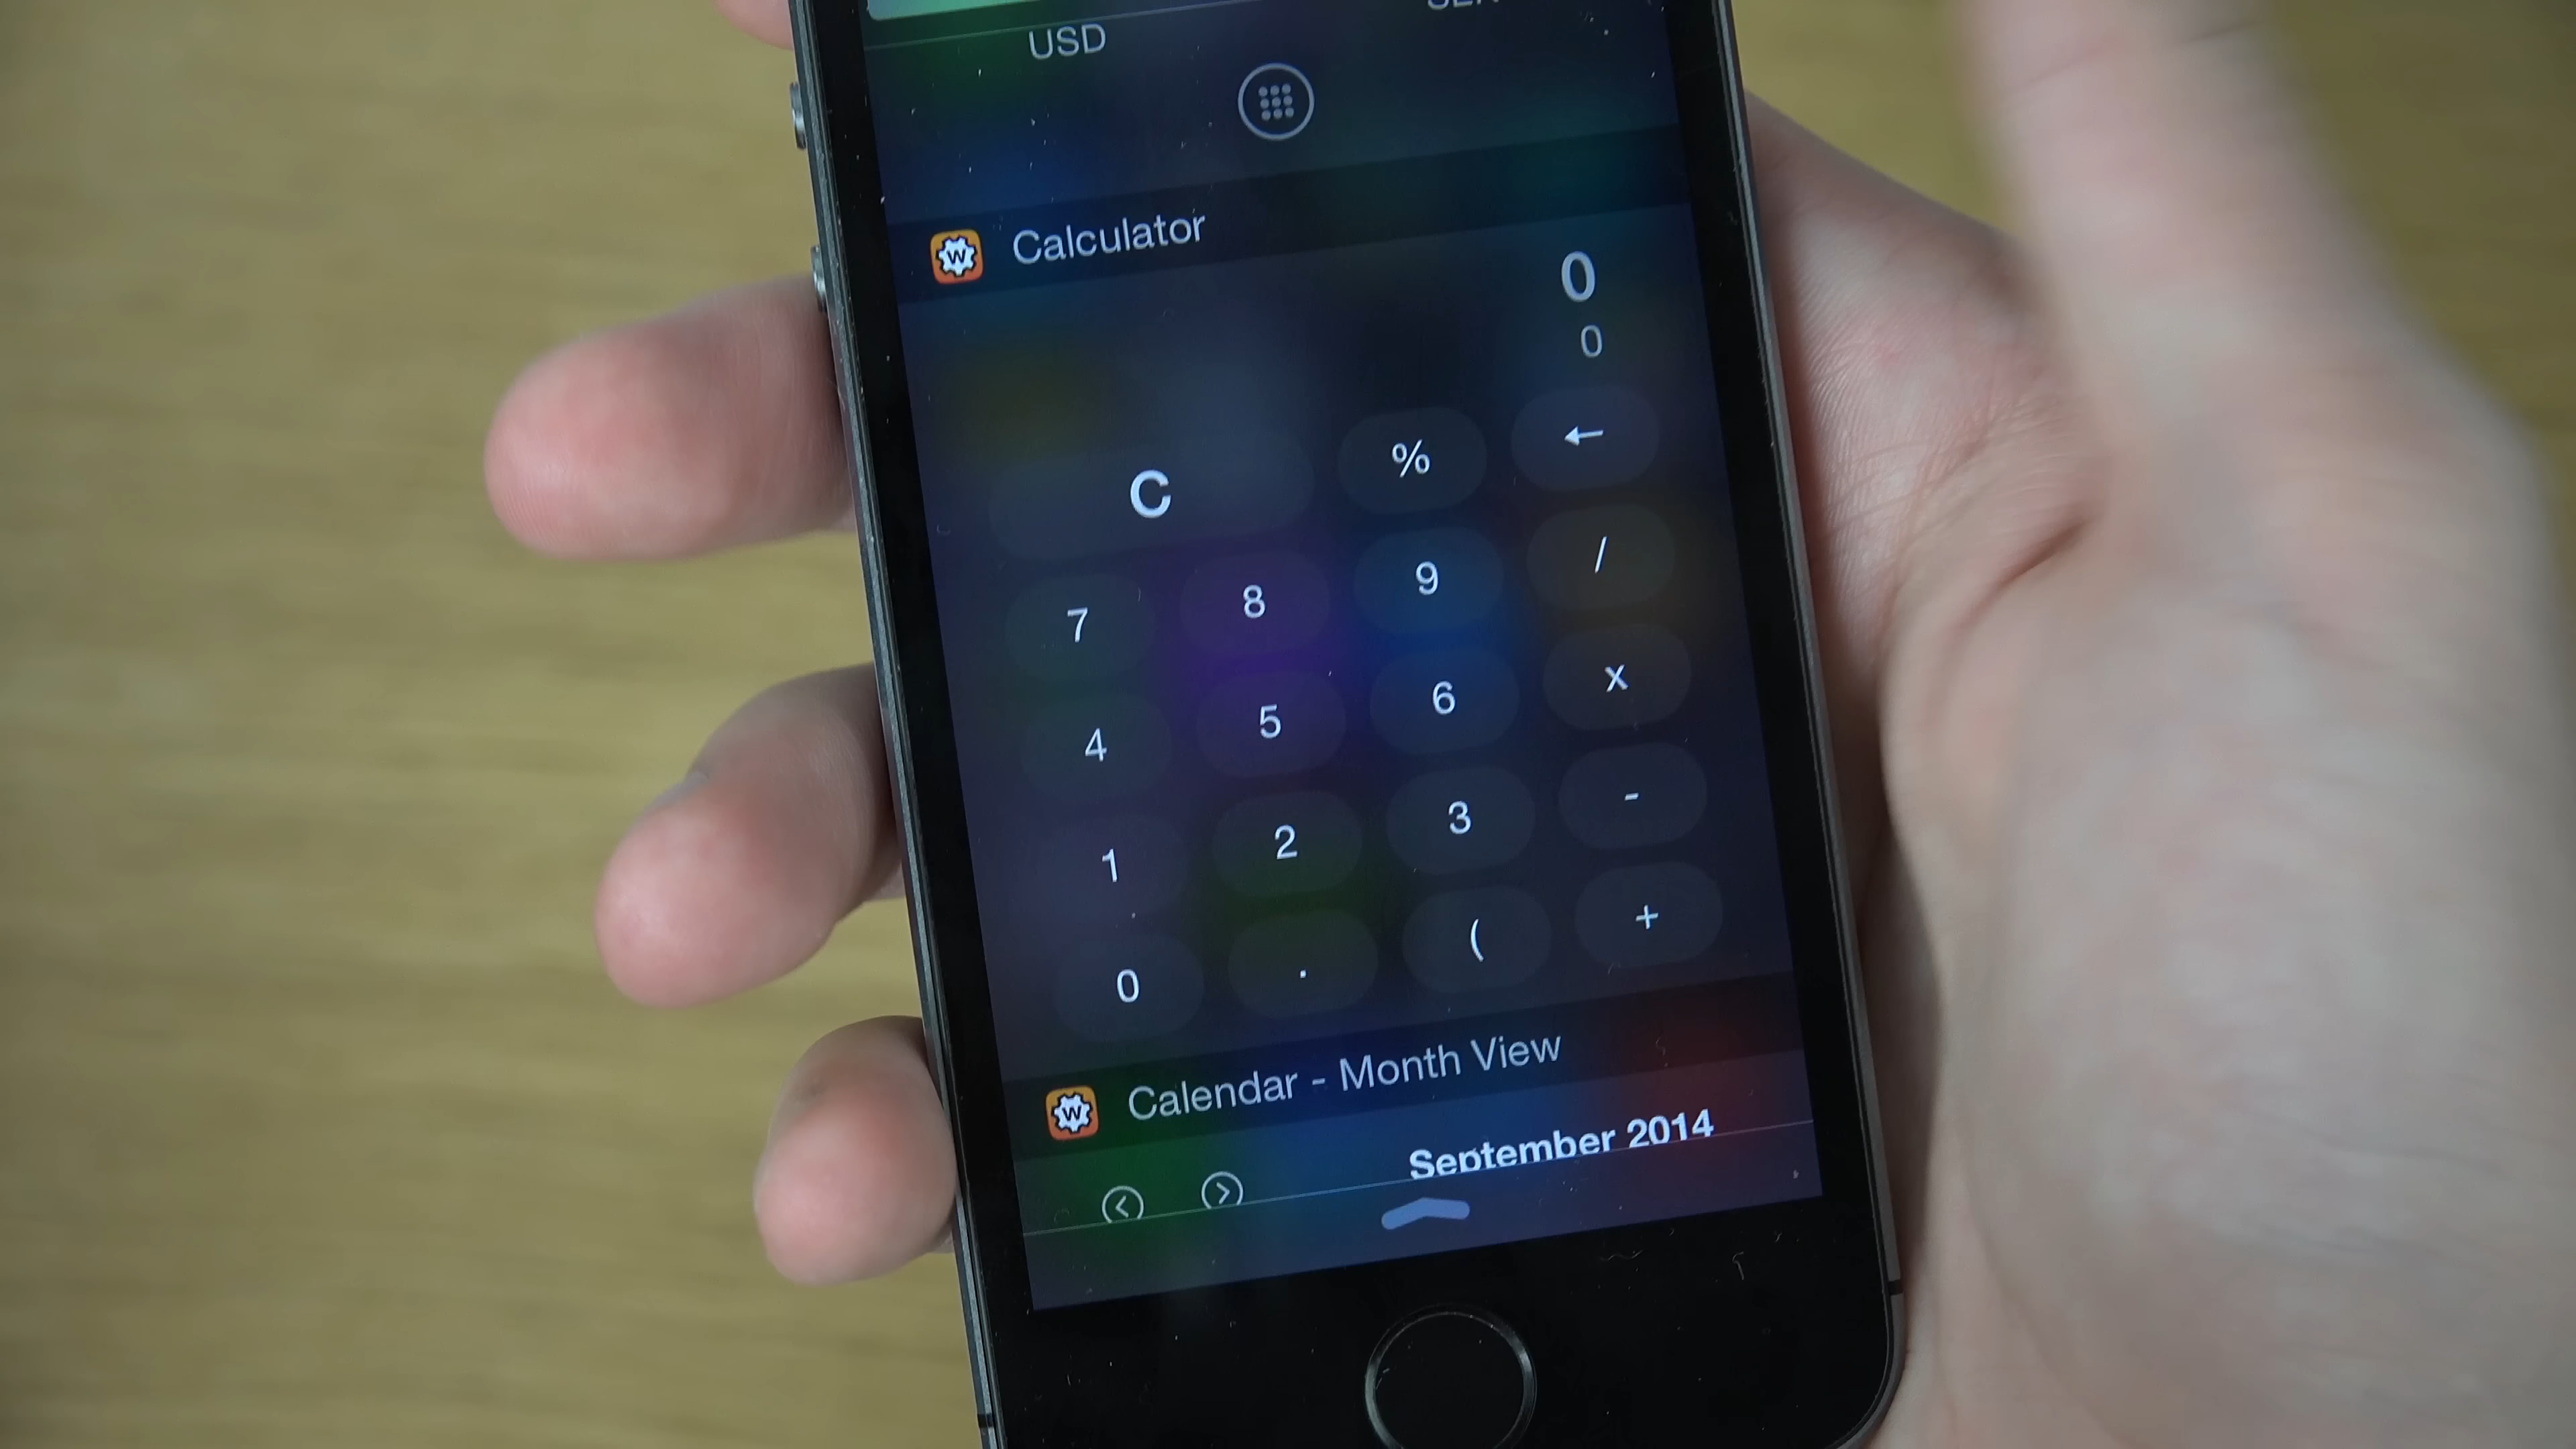 USD
W Calculator
0
0
C % ←
7 8 9 /
4 5 6 x
1 2 3 -
0 . ( +
W Calendar - Month View
September 2014